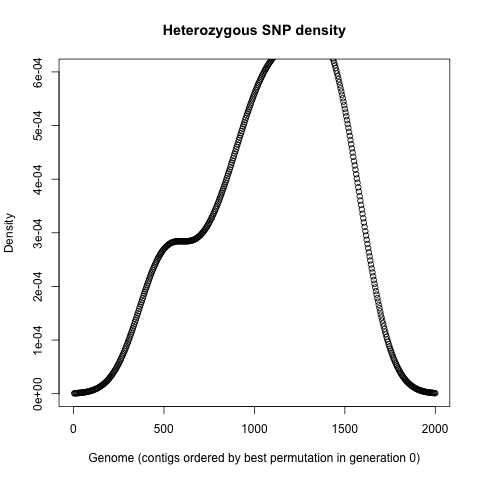 Heterozygous SNP density
6e-04
5e-04
4e-04
3e-04
2e-04
1e-04
0e+00
Density
0 500 1000 1500 2000
Genome (contigs ordered by best permutation in generation 0)